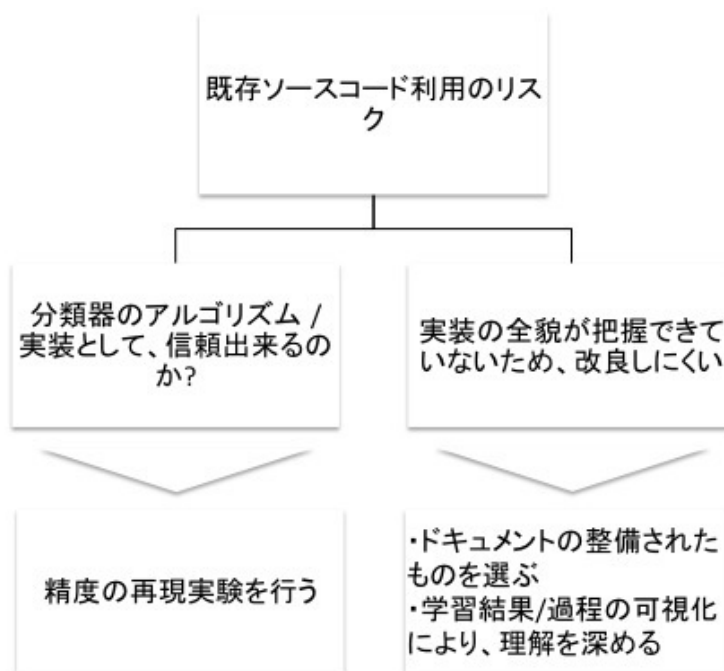 既存ソースコード利用のリス
ク
分類器のアルゴリズム /
実装として、信頼出来るの
か?
実装の全貌が把握できて
いないため、改良しにくい
精度の再現実験を行う
・ドキュメントの整備された
ものを選ぶ
・学習結果/過程の可視化
により、理解を深める